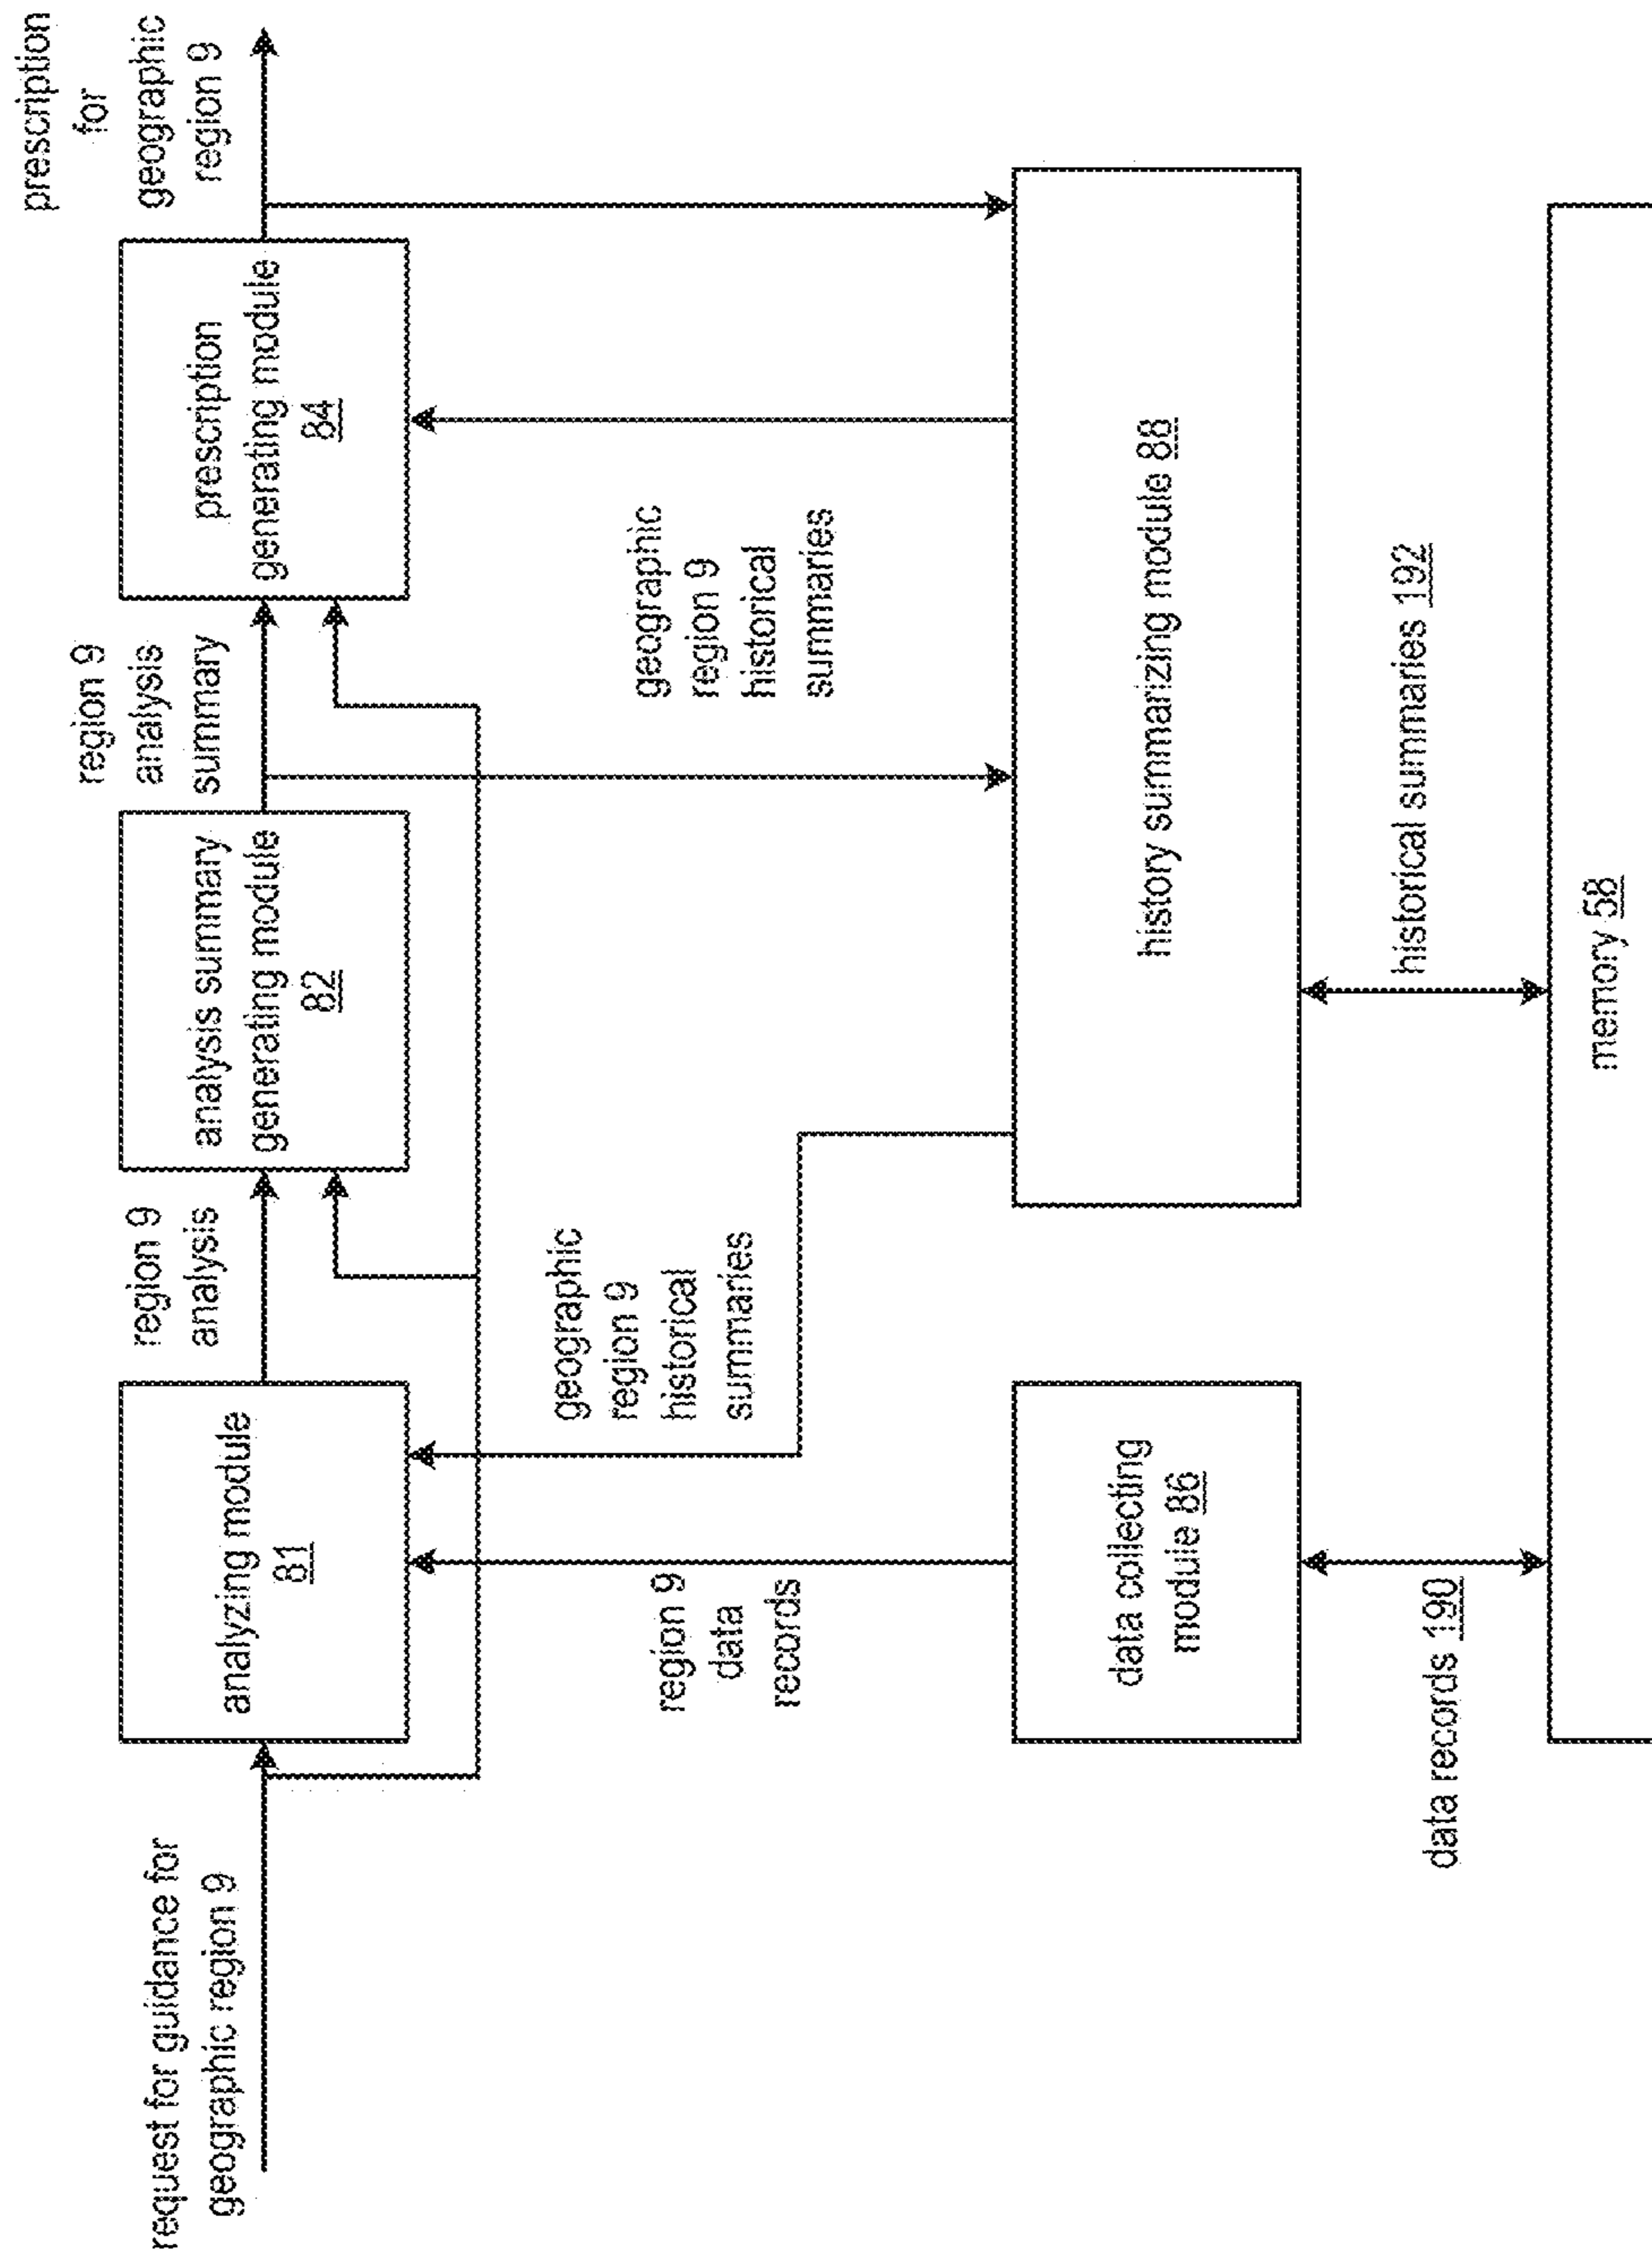 request for guidance for
geographic region 9
analyzing module
81
region 9
analysis
analysis summary
generating module
82
region 9
analysis
summary
prescription
generating module
84
prescription
for
geographic
region 9
geographic
region 9
historical
summaries
geographic
region 9
historical
summaries
region 9
data
records
data collecting
module 86
history summarizing module 88
data records 190
historical summaries 192
memory 58